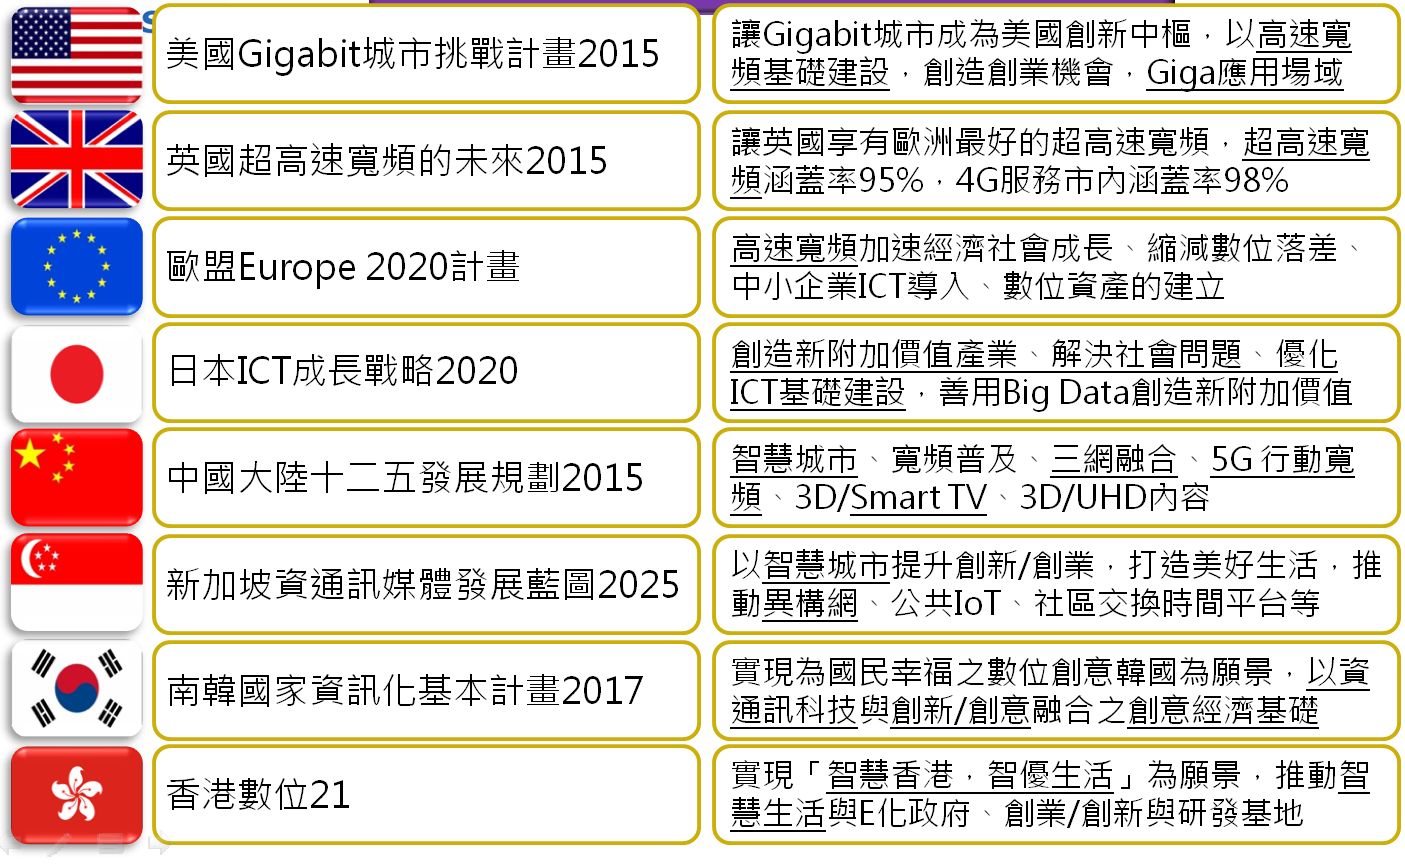 美國Gigabit城市挑戰計畫2015
讓Gigabit城市成為美國創新中樞，以高速寬
頻基礎建設，創造創業機會，Giga應用場域
英國超高速寬頻的未來2015
讓英國享有歐洲最好的超高速寬頻，超高速寬
頻涵蓋率95%，4G服務市內涵蓋率98%
歐盟Europe 2020計畫
高速寬頻加速經濟社會成長、縮減數位落差、
中小企業ICT導入、數位資產的建立
日本ICT成長戰略2020
創造新附加價值產業、解決社會問題、優化
ICT基礎建設，善用Big Data創造新附加價值
中國大陸十二五發展規劃2015
智慧城市、寬頻普及、三網融合、5G 行動寬
頻、3D/Smart TV、3D/UHD內容
新加坡資通訊媒體發展藍圖2025
以智慧城市提升創新/創業，打造美好生活，推
動異構網、公共IoT、社區交換時間平台等
南韓國家資訊化基本計畫2017
實現為國民幸福之數位創意韓國為願景，以資
通訊科技與創新/創意融合之創意經濟基礎
香港數位21
實現「智慧香港，智優生活」為願景，推動智
慧生活與E化政府、創業/創新與研發基地